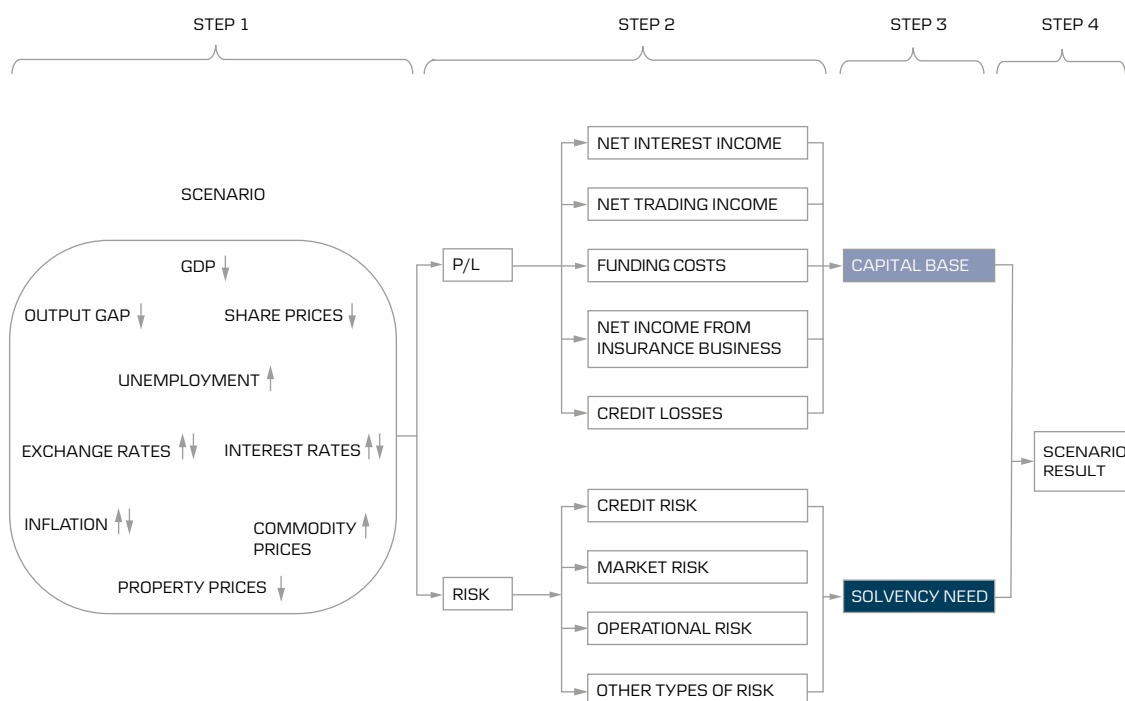 STEP 1
STEP 2
STEP 3
STEP 4
SCENARIO
GDP
OUTPUT GAP
SHARE PRICES
UNEMPLOYMENT
EXCHANGE RATES
INTEREST RATES
INFLATION
COMMODITY
PRICES
PROPERTY PRICES
P/L
RISK
NET INTEREST INCOME
NET TRADING INCOME
FUNDING COSTS
NET INCOME FROM
INSURANCE BUSINESS
CREDIT LOSSES
CREDIT RISK
MARKET RISK
OPERATIONAL RISK
OTHER TYPES OF RISK
CAPITAL BASE
SOLVENCY NEED
SCENARIO
RESULT